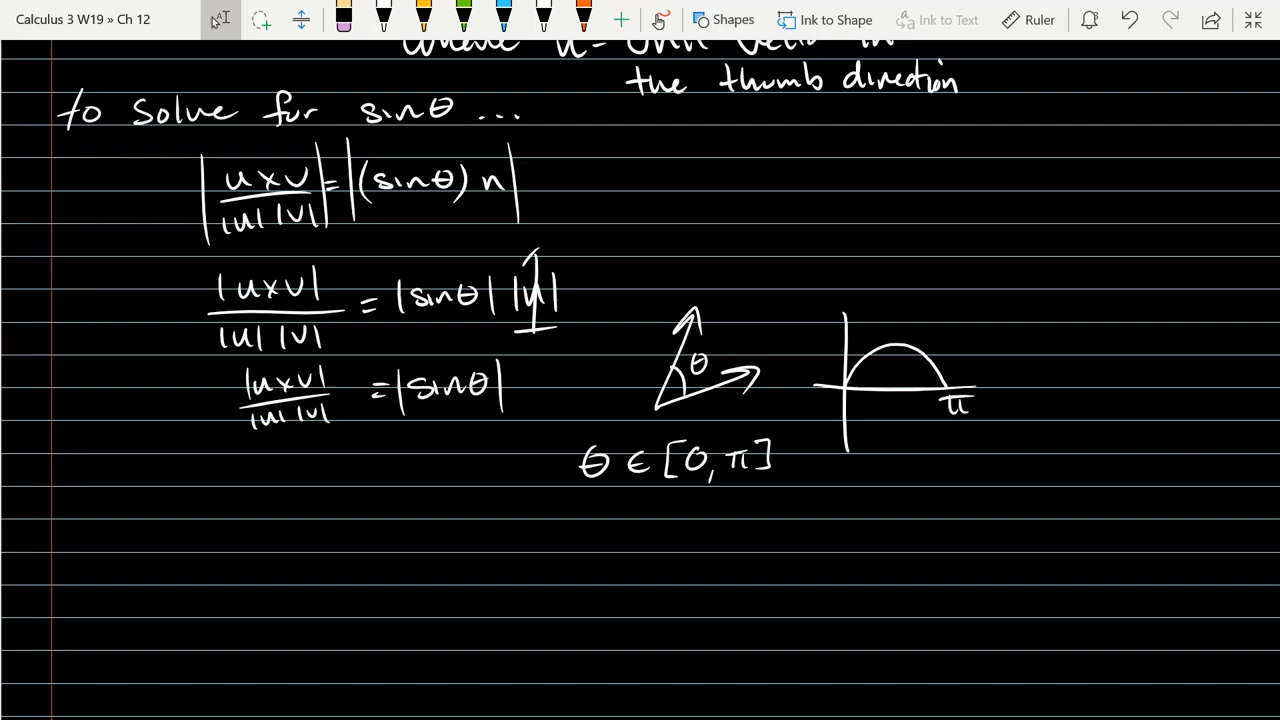 Calculus 3 W19 » Ch 12
Shapes
Ink to Shape
Ink to Text
Ruler
the thumb direction
to solve for sinθ ...
|u×v / |u||v|| = |(sinθ) n|
|u×v| / |u||v| = |sinθ| |n| 1
|u×v| / |u||v| = |sinθ|
θ
π
θ ∈ [0, π]